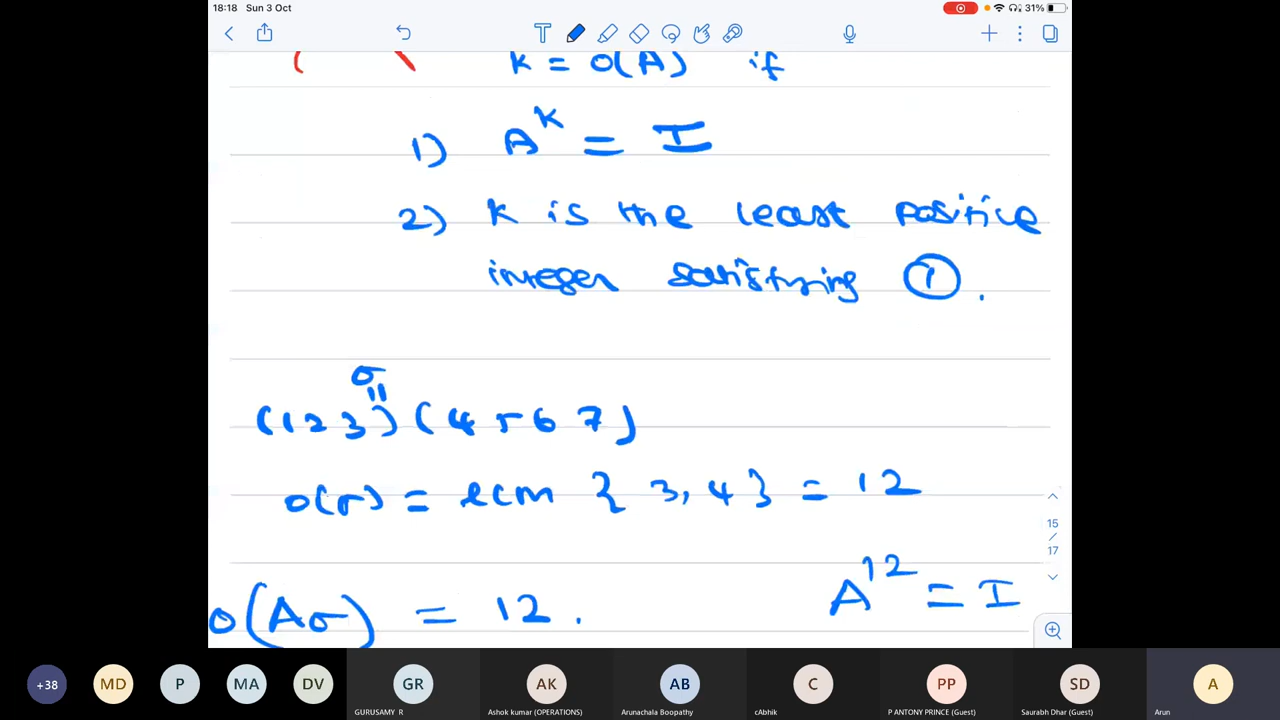 18:18 Sun 3 Oct
31%
k = o(A) if
1) A^k = I
2) k is the least positive
integer satisfying ①.
σ
=
(1 2 3) (4 5 6 7)
o(σ) = lcm { 3, 4 } = 12
A^12 = I
o(Aσ) = 12.
15
/
17
+38
MD
P
MA
DV
GR
GURUSAMY R
AK
Ashok kumar (OPERATIONS)
AB
Arunachala Boopathy
C
cAbhik
PP
P ANTONY PRINCE (Guest)
SD
Saurabh Dhar (Guest)
A
Arun